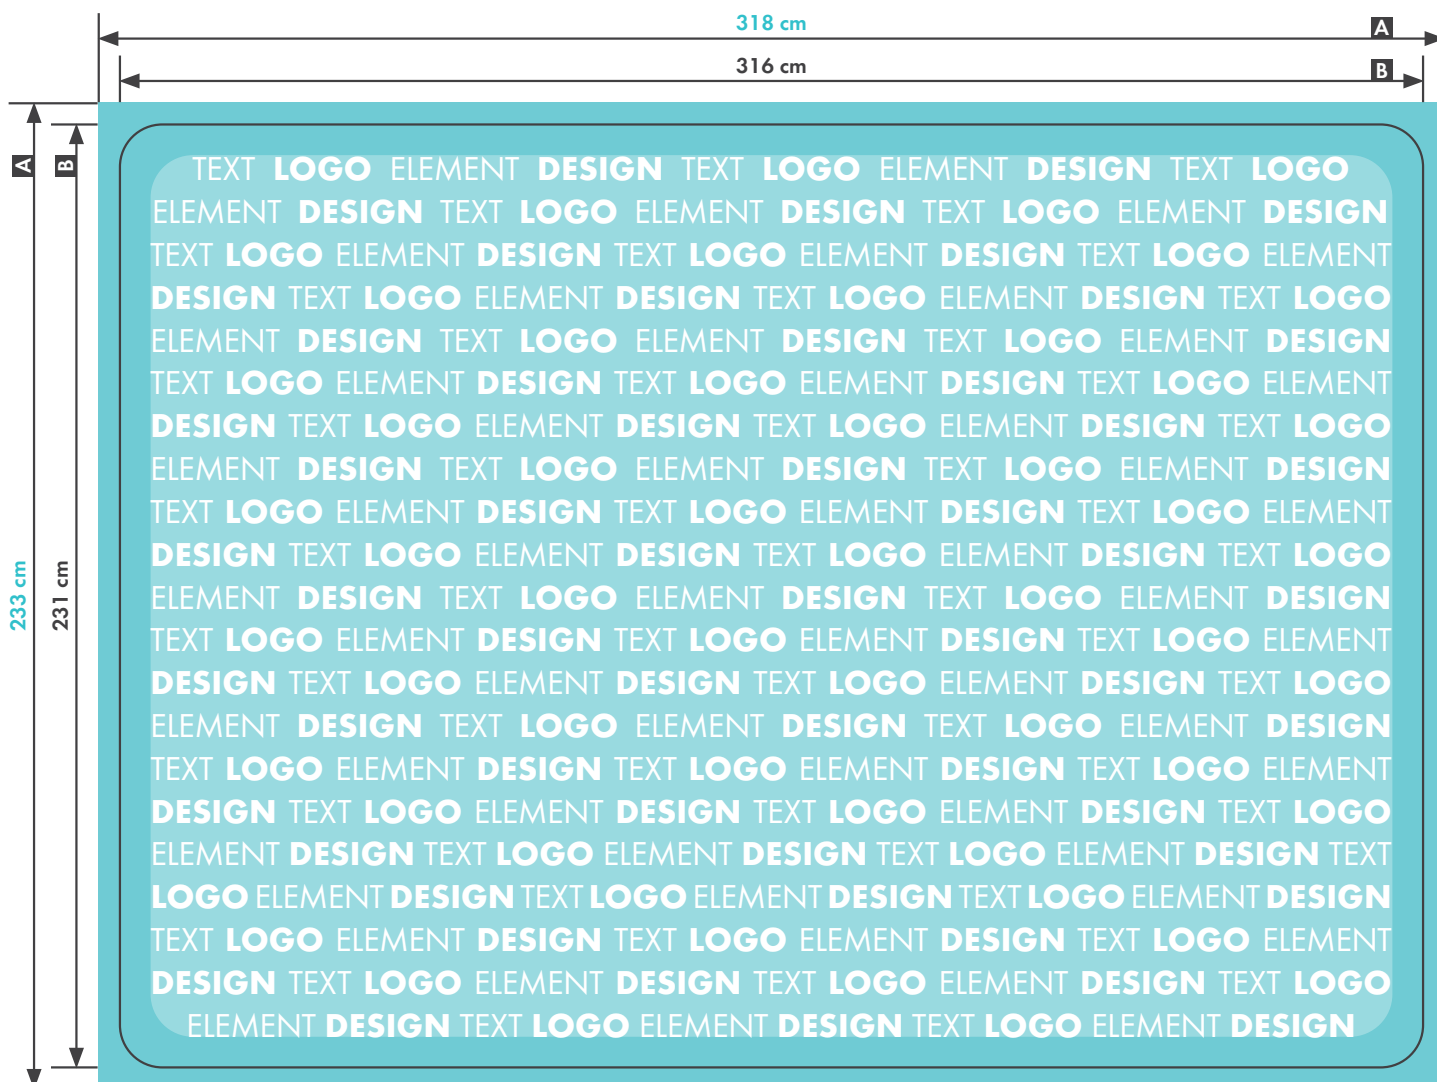 318 cm
A
316 cm
B
A
B
TEXT LOGO ELEMENT DESIGN TEXT LOGO ELEMENT DESIGN TEXT LOGO
ELEMENT DESIGN TEXT LOGO ELEMENT DESIGN TEXT LOGO ELEMENT DESIGN
TEXT LOGO ELEMENT DESIGN TEXT LOGO ELEMENT DESIGN TEXT LOGO ELEMENT
DESIGN TEXT LOGO ELEMENT DESIGN TEXT LOGO ELEMENT DESIGN TEXT LOGO
ELEMENT DESIGN TEXT LOGO ELEMENT DESIGN TEXT LOGO ELEMENT DESIGN
TEXT LOGO ELEMENT DESIGN TEXT LOGO ELEMENT DESIGN TEXT LOGO ELEMENT
DESIGN TEXT LOGO ELEMENT DESIGN TEXT LOGO ELEMENT DESIGN TEXT LOGO
ELEMENT DESIGN TEXT LOGO ELEMENT DESIGN TEXT LOGO ELEMENT DESIGN
TEXT LOGO ELEMENT DESIGN TEXT LOGO ELEMENT DESIGN TEXT LOGO ELEMENT
DESIGN TEXT LOGO ELEMENT DESIGN TEXT LOGO ELEMENT DESIGN TEXT LOGO
ELEMENT DESIGN TEXT LOGO ELEMENT DESIGN TEXT LOGO ELEMENT DESIGN
TEXT LOGO ELEMENT DESIGN TEXT LOGO ELEMENT DESIGN TEXT LOGO ELEMENT
DESIGN TEXT LOGO ELEMENT DESIGN TEXT LOGO ELEMENT DESIGN TEXT LOGO
ELEMENT DESIGN TEXT LOGO ELEMENT DESIGN TEXT LOGO ELEMENT DESIGN
TEXT LOGO ELEMENT DESIGN TEXT LOGO ELEMENT DESIGN TEXT LOGO ELEMENT
DESIGN TEXT LOGO ELEMENT DESIGN TEXT LOGO ELEMENT DESIGN TEXT LOGO
ELEMENT DESIGN TEXT LOGO ELEMENT DESIGN TEXT LOGO ELEMENT DESIGN TEXT
LOGO ELEMENT DESIGN TEXT LOGO ELEMENT DESIGN TEXT LOGO ELEMENT DESIGN
TEXT LOGO ELEMENT DESIGN TEXT LOGO ELEMENT DESIGN TEXT LOGO ELEMENT
DESIGN TEXT LOGO ELEMENT DESIGN TEXT LOGO ELEMENT DESIGN TEXT LOGO
ELEMENT DESIGN TEXT LOGO ELEMENT DESIGN TEXT LOGO ELEMENT DESIGN
233 cm
231 cm